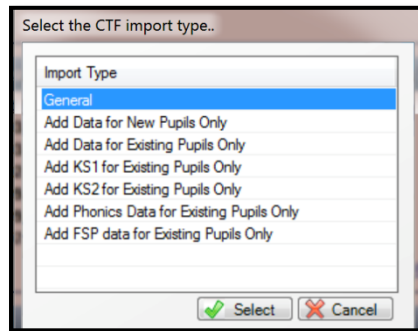 Select the CTF import type..
Import Type
General
Add Data for New Pupils Only
Add Data for Existing Pupils Only
Add KS1 for Existing Pupils Only
Add KS2 for Existing Pupils Only
Add Phonics Data for Existing Pupils Only
Add FSP data for Existing Pupils Only
Select Cancel